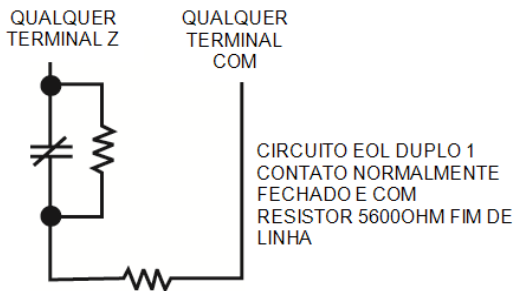 QUALQUER
TERMINAL Z
QUALQUER
TERMINAL
COM
CIRCUITO EOL DUPLO 1
CONTATO NORMALMENTE
FECHADO E COM
RESISTOR 5600OHM FIM DE
LINHA